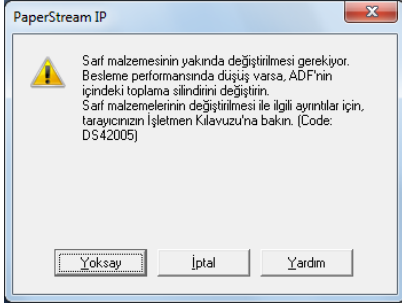 PaperStream IP
Sarf malzemesinin yakında değiştirilmesi gerekiyor.
Besleme performansında düşüş varsa, ADF'nin
içindeki toplama silindirini değiştirin.
Sarf malzemelerinin değiştirilmesi ile ilgili ayrıntılar için,
tarayıcınızın İşletmen Kılavuzu'na bakın. (Code:
DS42005)
Yoksay İptal Yardım